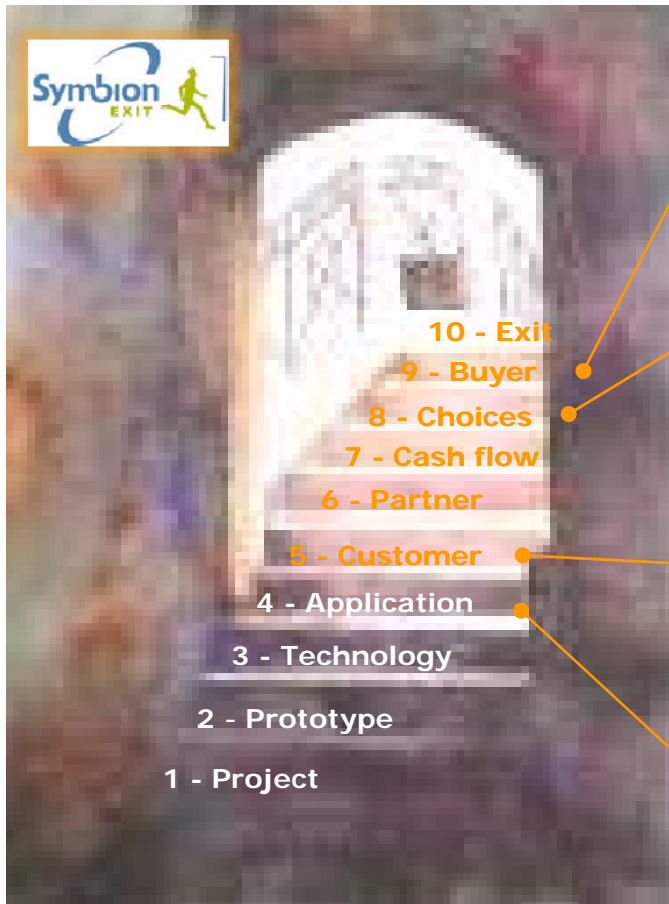 Symbion
EXIT
10 - Exit
9 - Buyer
8 - Choices
7 - Cash flow
6 - Partner
5 - Customer
4 - Application
3 - Technology
2 - Prototype
1 - Project